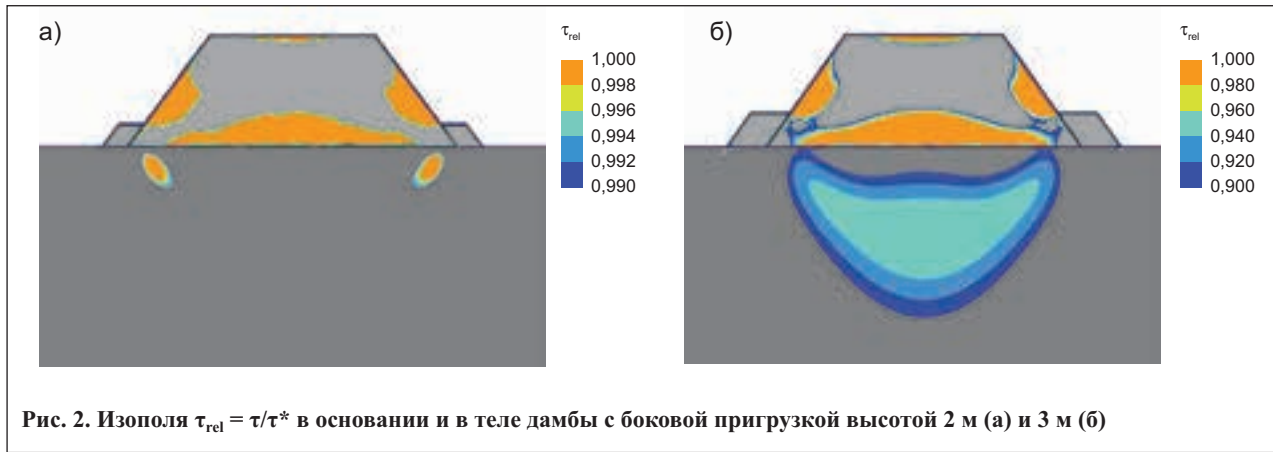 а)
τrel
1,000
0,998
0,996
0,994
0,992
0,990
б)
τrel
1,000
0,980
0,960
0,940
0,920
0,900
Рис. 2. Изополя τrel = τ/τ* в основании и в теле дамбы с боковой пригрузкой высотой 2 м (а) и 3 м (б)